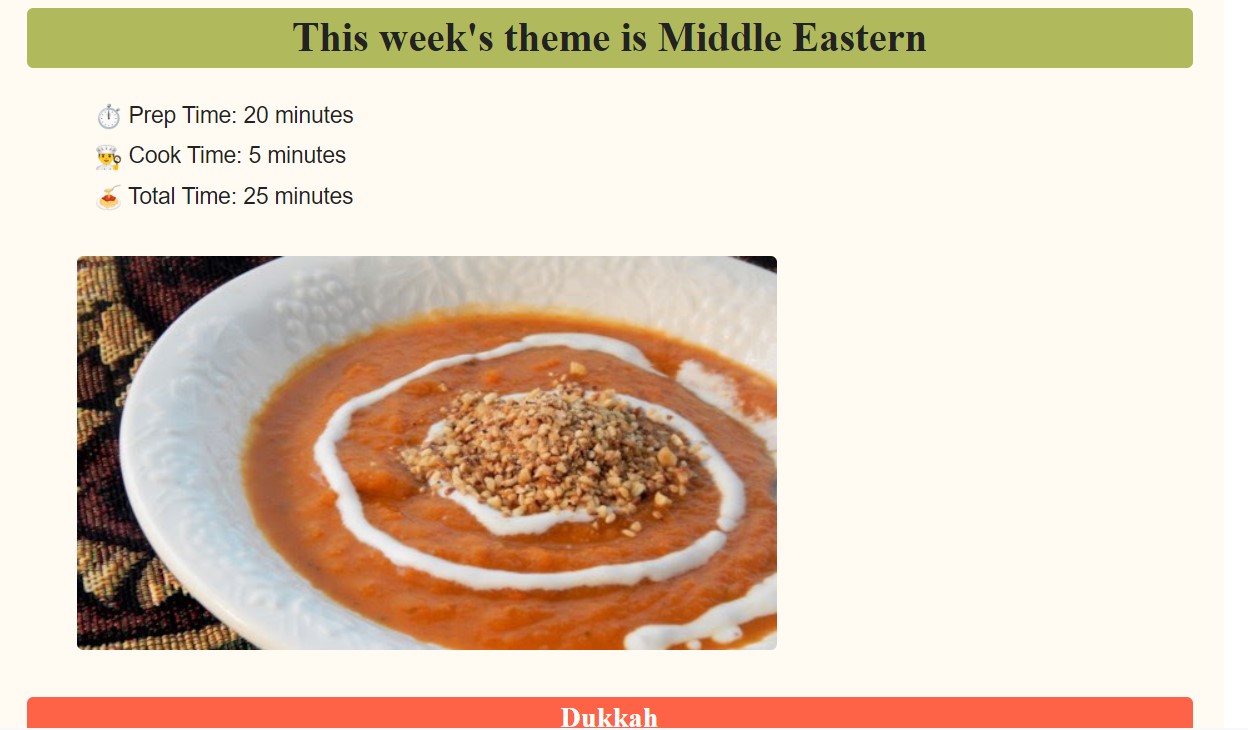 This week's theme is Middle Eastern
⏱️ Prep Time: 20 minutes
👨‍🍳 Cook Time: 5 minutes
🍝 Total Time: 25 minutes
Dukkah